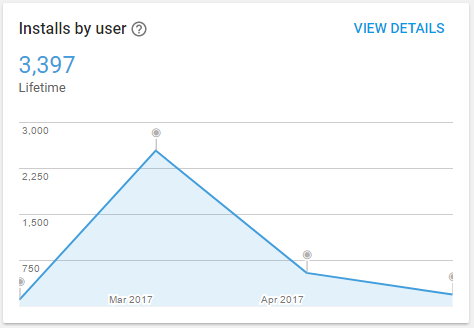 Installs by user
VIEW DETAILS
3,397
Lifetime
3,000
2,250
1,500
750
Mar 2017
Apr 2017